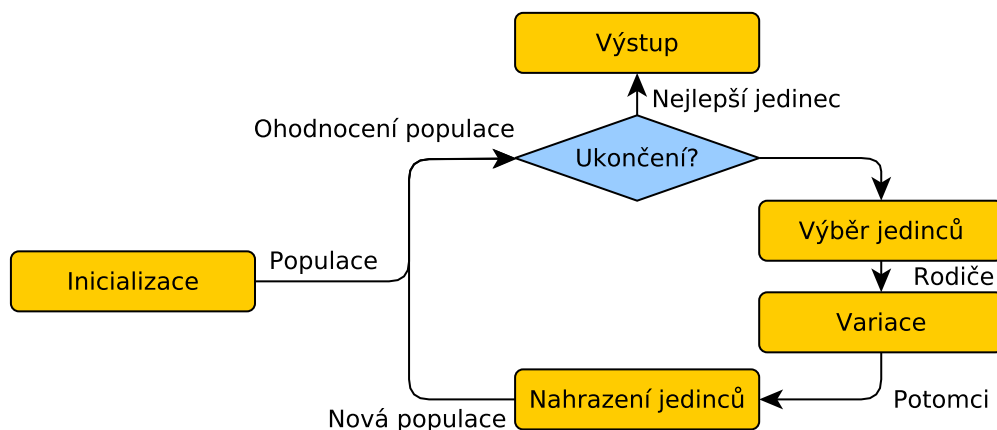 Výstup
Nejlepší jedinec
Ohodnocení populace
Ukončení?
Výběr jedinců
Populace
Rodiče
Inicializace
Variace
Nahrazení jedinců
Potomci
Nová populace